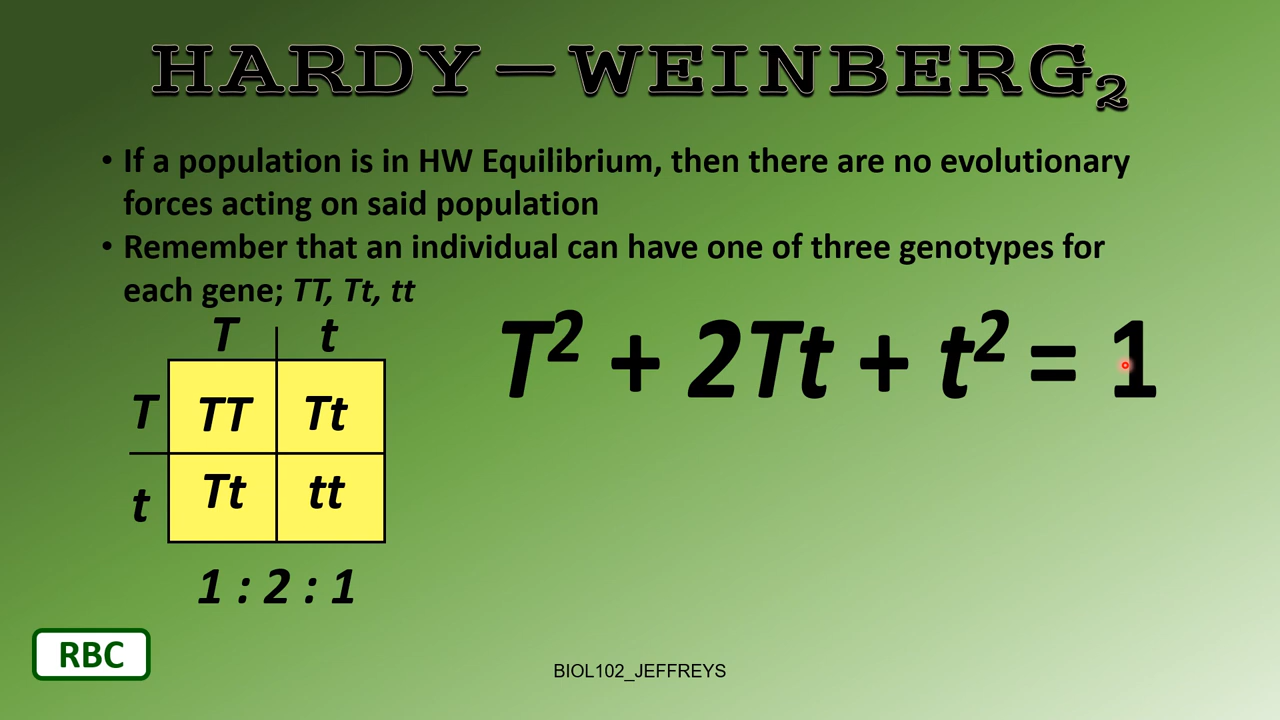 HARDY–WEINBERG₂
• If a population is in HW Equilibrium, then there are no evolutionary
forces acting on said population
• Remember that an individual can have one of three genotypes for
each gene; TT, Tt, tt
T² + 2Tt + t² = 1
T t
T TT Tt
t Tt tt
1 : 2 : 1
RBC
BIOL102_JEFFREYS